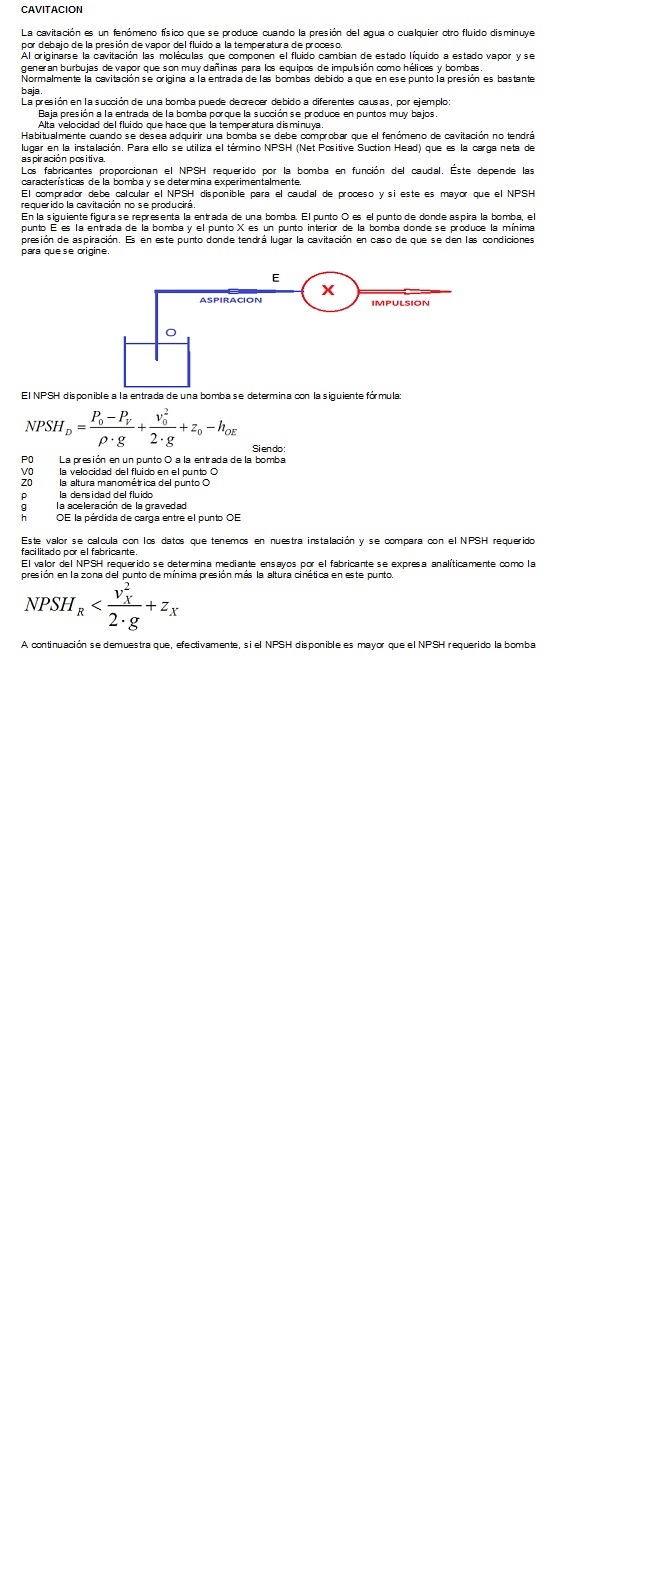 CAVITACION
La cavitación es un fenómeno físico que se produce cuando la presión del agua o cualquier otro fluido disminuye
por debajo de la presión de vapor del fluido a la temperatura de proceso.
Al originarse la cavitación las moléculas que componen el fluido cambian de estado líquido a estado vapor y se
generan burbujas de vapor que son muy dañinas para los equipos de impulsión como hélices y bombas.
Normalmente la cavitación se origina a la entrada de las bombas debido a que en ese punto la presión es bastante
baja.
La presión en la succión de una bomba puede decrecer debido a diferentes causas, por ejemplo:
Baja presión a la entrada de la bomba porque la succión se produce en puntos muy bajos.
Alta velocidad del fluido que hace que la temperatura disminuya.
Habitualmente cuando se desea adquirir una bomba se debe comprobar que el fenómeno de cavitación no tendrá
lugar en la instalación. Para ello se utiliza el término NPSH (Net Positive Suction Head) que es la carga neta de
aspiración positiva.
Los fabricantes proporcionan el NPSH requerido por la bomba en función del caudal. Éste depende las
características de la bomba y se determina experimentalmente.
El comprador debe calcular el NPSH disponible para el caudal de proceso y si este es mayor que el NPSH
requerido la cavitación no se producirá.
En la siguiente figura se representa la entrada de una bomba. El punto O es el punto de donde aspira la bomba, el
punto E es la entrada de la bomba y el punto X es un punto interior de la bomba donde se produce la mínima
presión de aspiración. Es en este punto donde tendrá lugar la cavitación en caso de que se den las condiciones
para que se origine.
E
X
ASPIRACION
IMPULSION
O
El NPSH disponible a la entrada de una bomba se determina con la siguiente fórmula:
NPSH_D = (P_0 − P_V)/(ρ · g) + v_0^2/(2 · g) + z_0 − h_OE
Siendo:
P0 La presión en un punto O a la entrada de la bomba
V0 la velocidad del fluido en el punto O
Z0 la altura manométrica del punto O
ρ la densidad del fluido
g la aceleración de la gravedad
h OE la pérdida de carga entre el punto OE
Este valor se calcula con los datos que tenemos en nuestra instalación y se compara con el NPSH requerido
facilitado por el fabricante.
El valor del NPSH requerido se determina mediante ensayos por el fabricante se expresa analíticamente como la
presión en la zona del punto de mínima presión más la altura cinética en este punto.
NPSH_R < v_X^2/(2 · g) + z_X
A continuación se demuestra que, efectivamente, si el NPSH disponible es mayor que el NPSH requerido la bomba